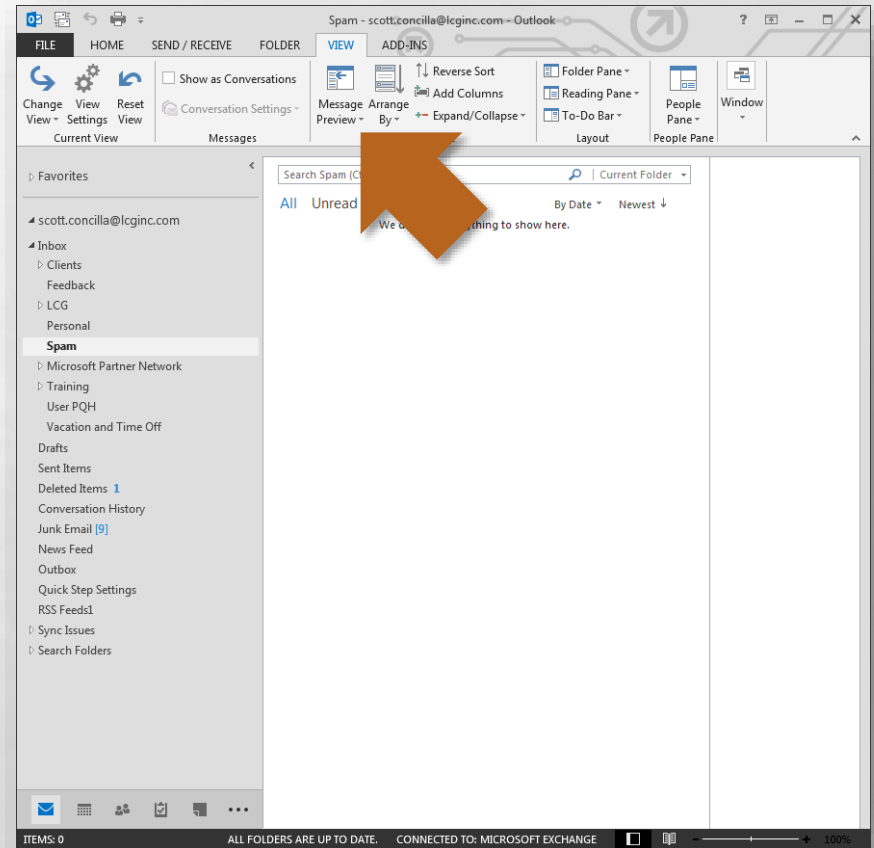 Spam - scott.concilla@lcginc.com - Outlook
?
FILE HOME SEND / RECEIVE FOLDER VIEW ADD-INS
Change View View Settings Reset View
Current View
Show as Conversations
Conversation Settings
Messages
Message Preview Arrange By
Reverse Sort
Add Columns
Expand/Collapse
Folder Pane
Reading Pane
To-Do Bar
Layout
People Pane
People Pane
Window
Favorites
scott.concilla@lcginc.com
Inbox
Clients
Feedback
LCG
Personal
Spam
Microsoft Partner Network
Training
User PQH
Vacation and Time Off
Drafts
Sent Items
Deleted Items 1
Conversation History
Junk Email [9]
News Feed
Outbox
Quick Step Settings
RSS Feeds1
Sync Issues
Search Folders
Search Spam Current Folder
All Unread By Date Newest ↓
We to show here.
ITEMS: 0 ALL FOLDERS ARE UP TO DATE. CONNECTED TO: MICROSOFT EXCHANGE 100%